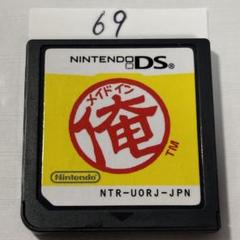 69
NINTENDO DS®
メイドイン
俺
TM
Nintendo
NTR-UORJ-JPN